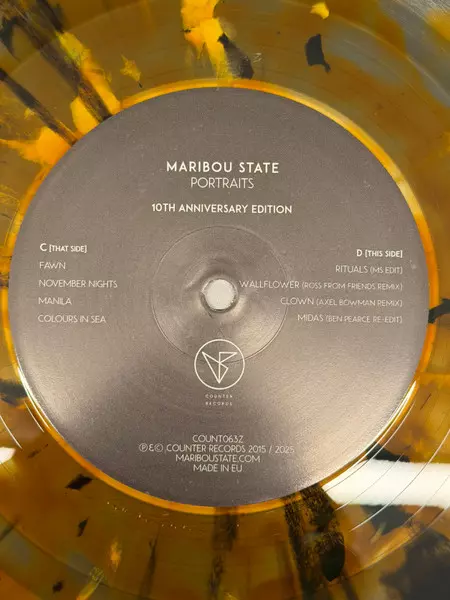 MARIBOU STATE
PORTRAITS
10TH ANNIVERSARY EDITION
C [THAT SIDE]
FAWN
NOVEMBER NIGHTS
MANILA
COLOURS IN SEA
D [THIS SIDE]
RITUALS (MS EDIT)
WALLFLOWER (ROSS FROM FRIENDS REMIX)
CLOWN (AXEL BOWMAN REMIX)
MIDAS (BEN PEARCE RE-EDIT)
COUNTER
RECORDS
COUNT063Z
℗ & © COUNTER RECORDS 2015 / 2025
MARIBOUSTATE.COM
MADE IN EU